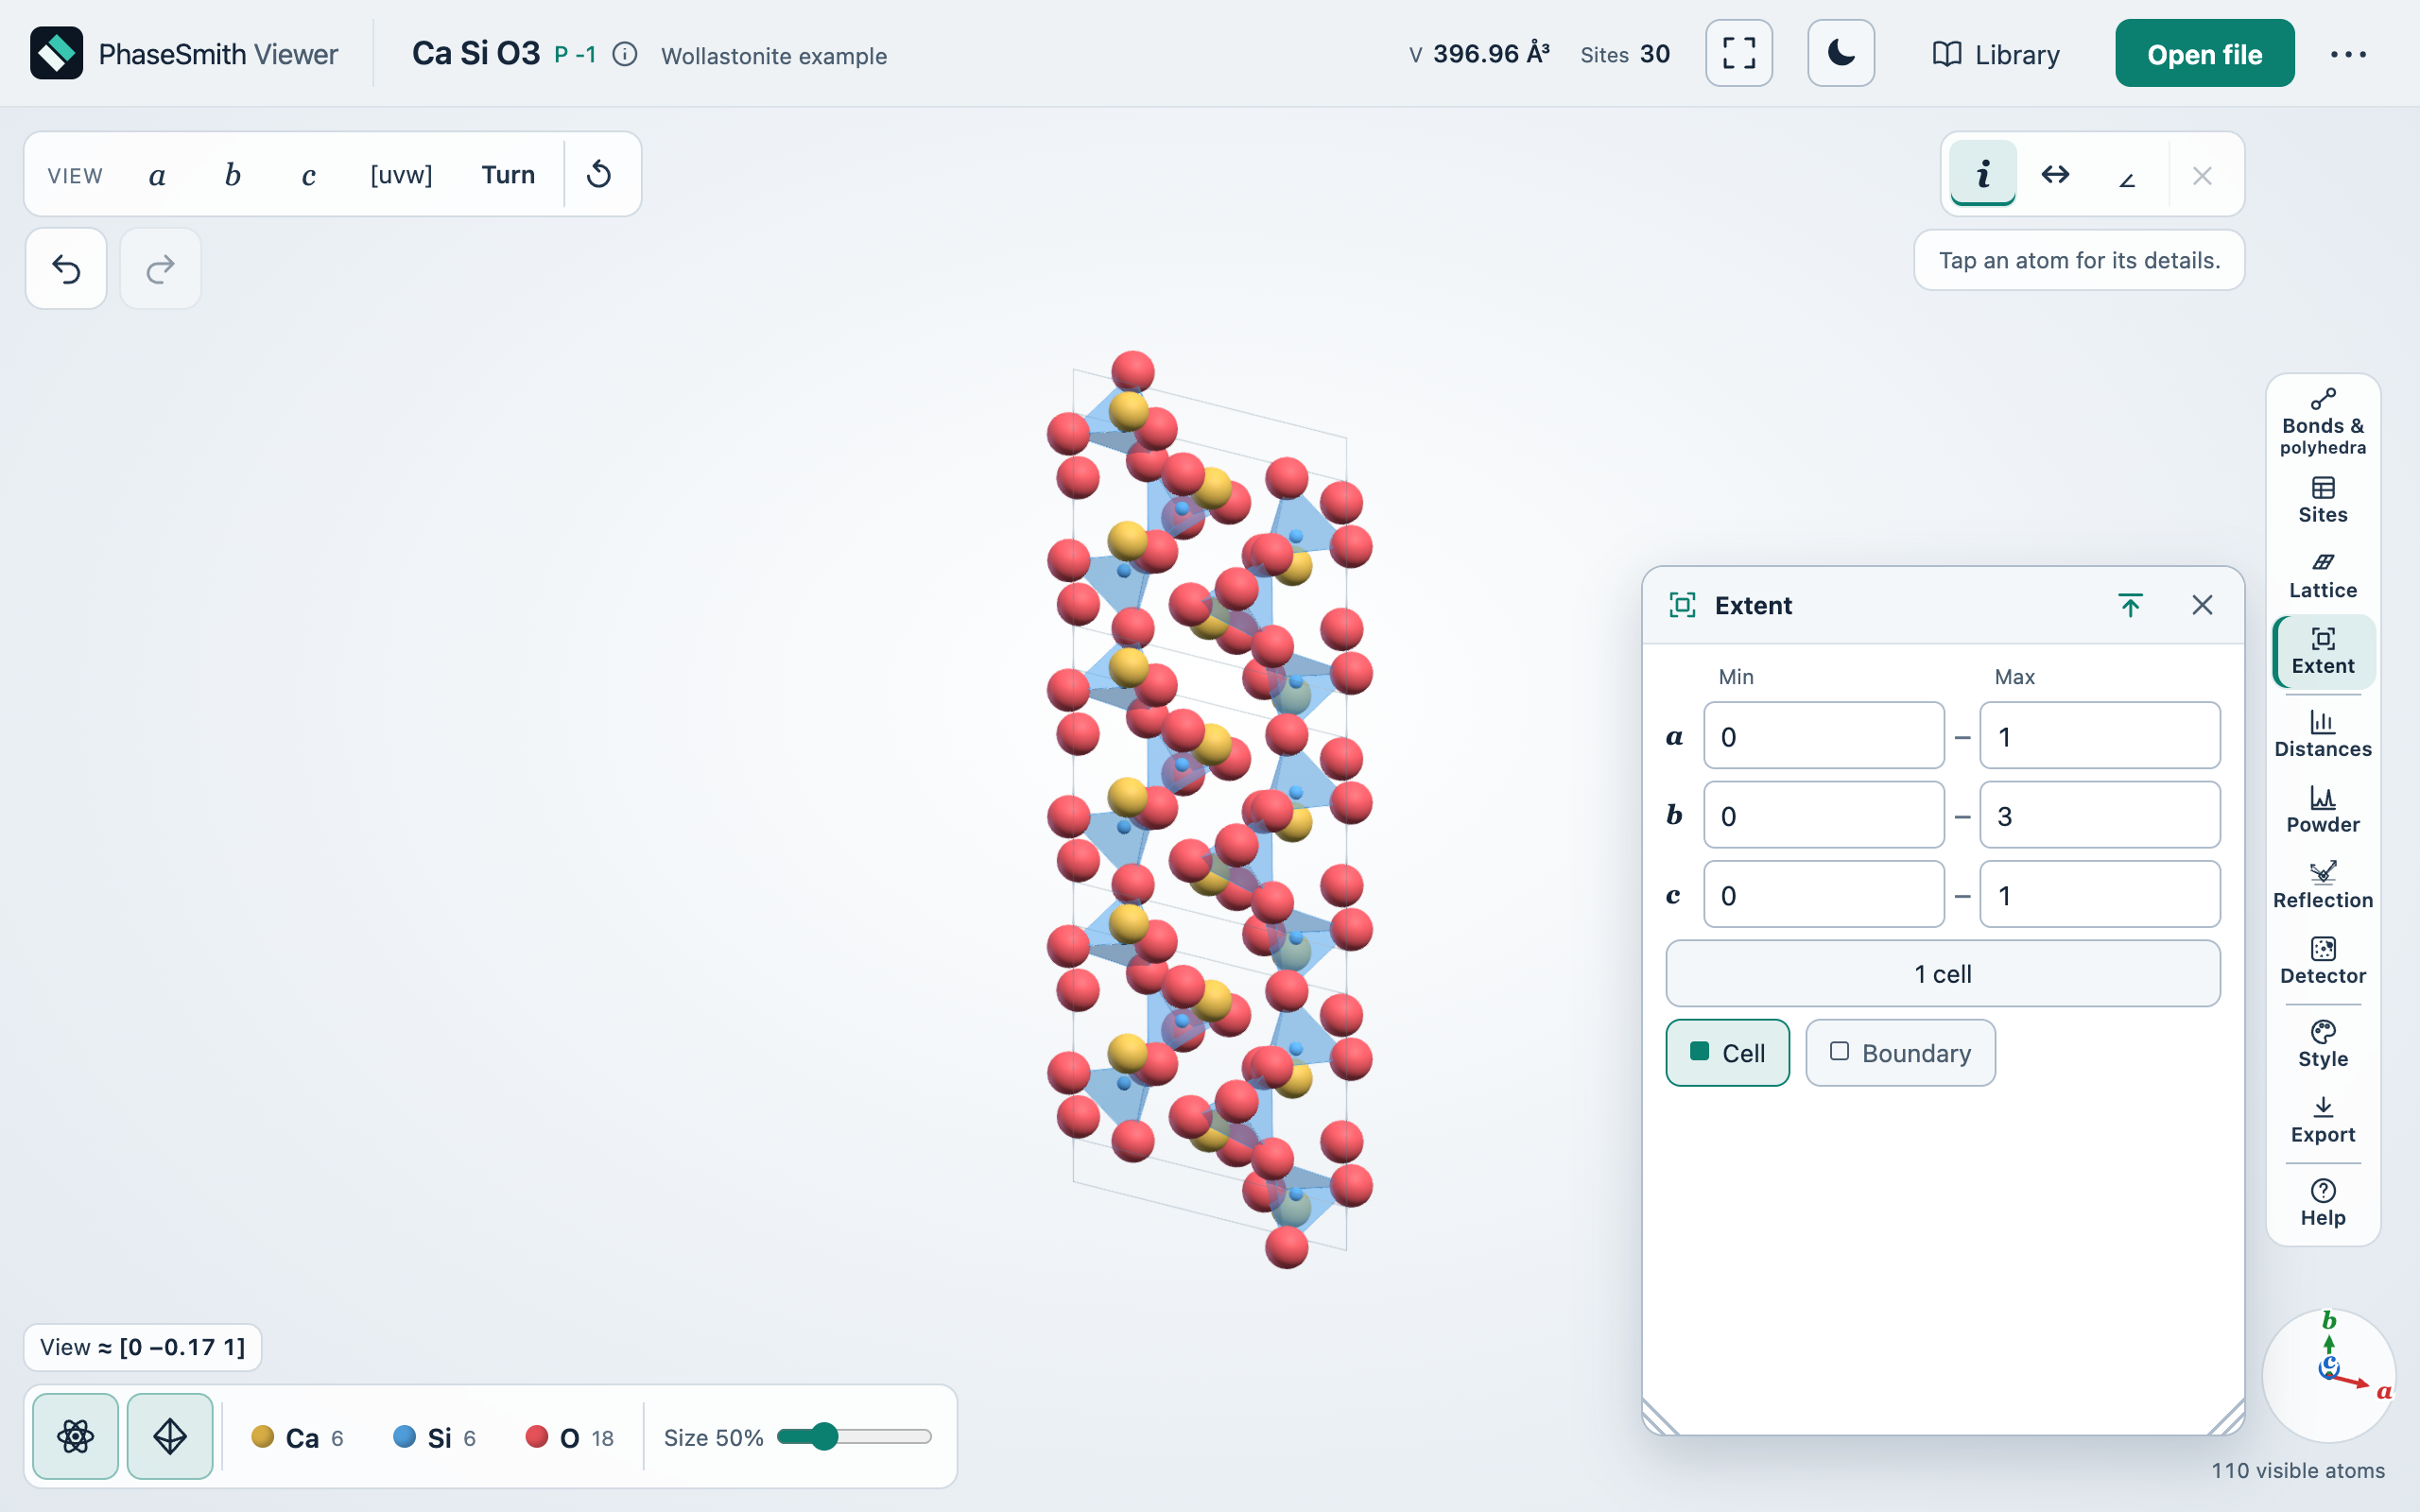 PhaseSmith Viewer
Ca Si O3 P -1
Wollastonite example
V 396.96 Å³
Sites 30
Library
Open file
VIEW a b c [uvw] Turn
i
Tap an atom for its details.
Bonds &
polyhedra
Sites
Lattice
Extent
Distances
Powder
Reflection
Detector
Style
Export
Help
Extent
Min Max
a 0 – 1
b 0 – 3
c 0 – 1
1 cell
Cell Boundary
View ≈ [0 −0.17 1]
Ca 6 Si 6 O 18 Size 50%
b
c
a
110 visible atoms